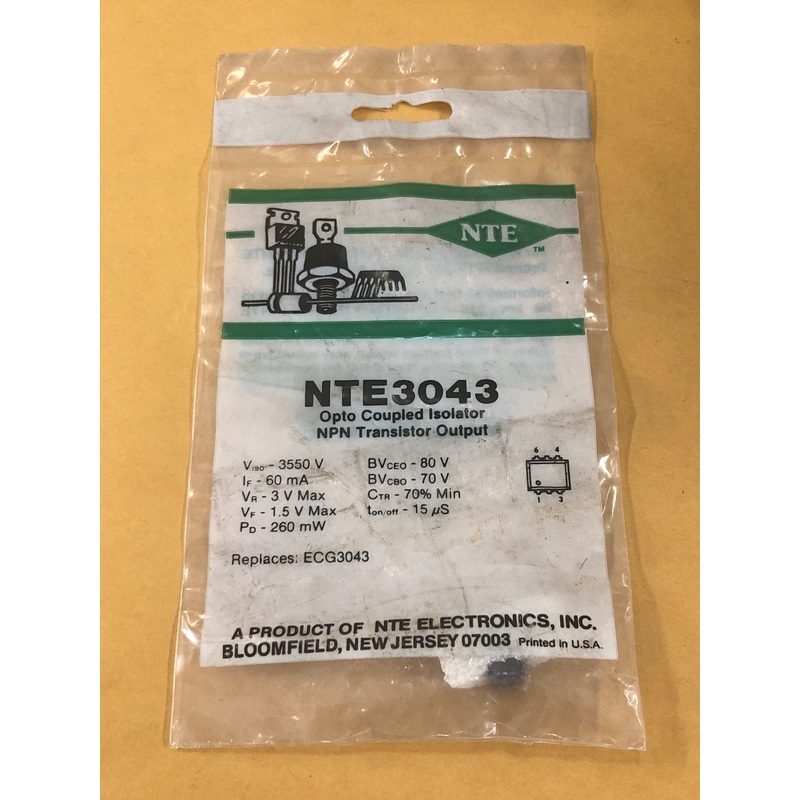 NTE
TM
NTE3043
Opto Coupled Isolator
NPN Transistor Output
Viso - 3550 V
IF - 60 mA
VR - 3 V Max
VF - 1.5 V Max
PD - 260 mW
BVCEO - 80 V
BVCBO - 70 V
CTR - 70% Min
ton/off - 15 µS
6 4
1 3
Replaces: ECG3043
A PRODUCT OF NTE ELECTRONICS, INC.
BLOOMFIELD, NEW JERSEY 07003 Printed in U.S.A.